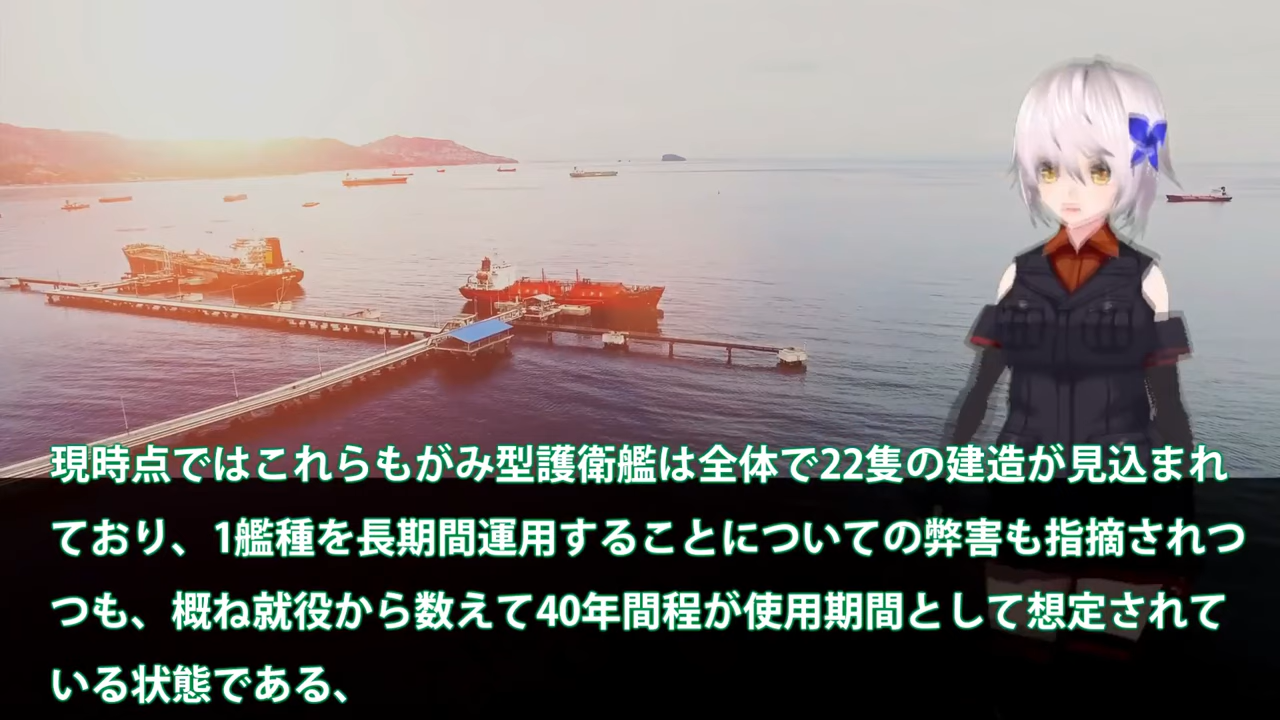 現時点ではこれらもがみ型護衛艦は全体で22隻の建造が見込まれ
ており、1艦種を長期間運用することについての弊害も指摘されつ
つも、概ね就役から数えて40年間程が使用期間として想定されて
いる状態である、